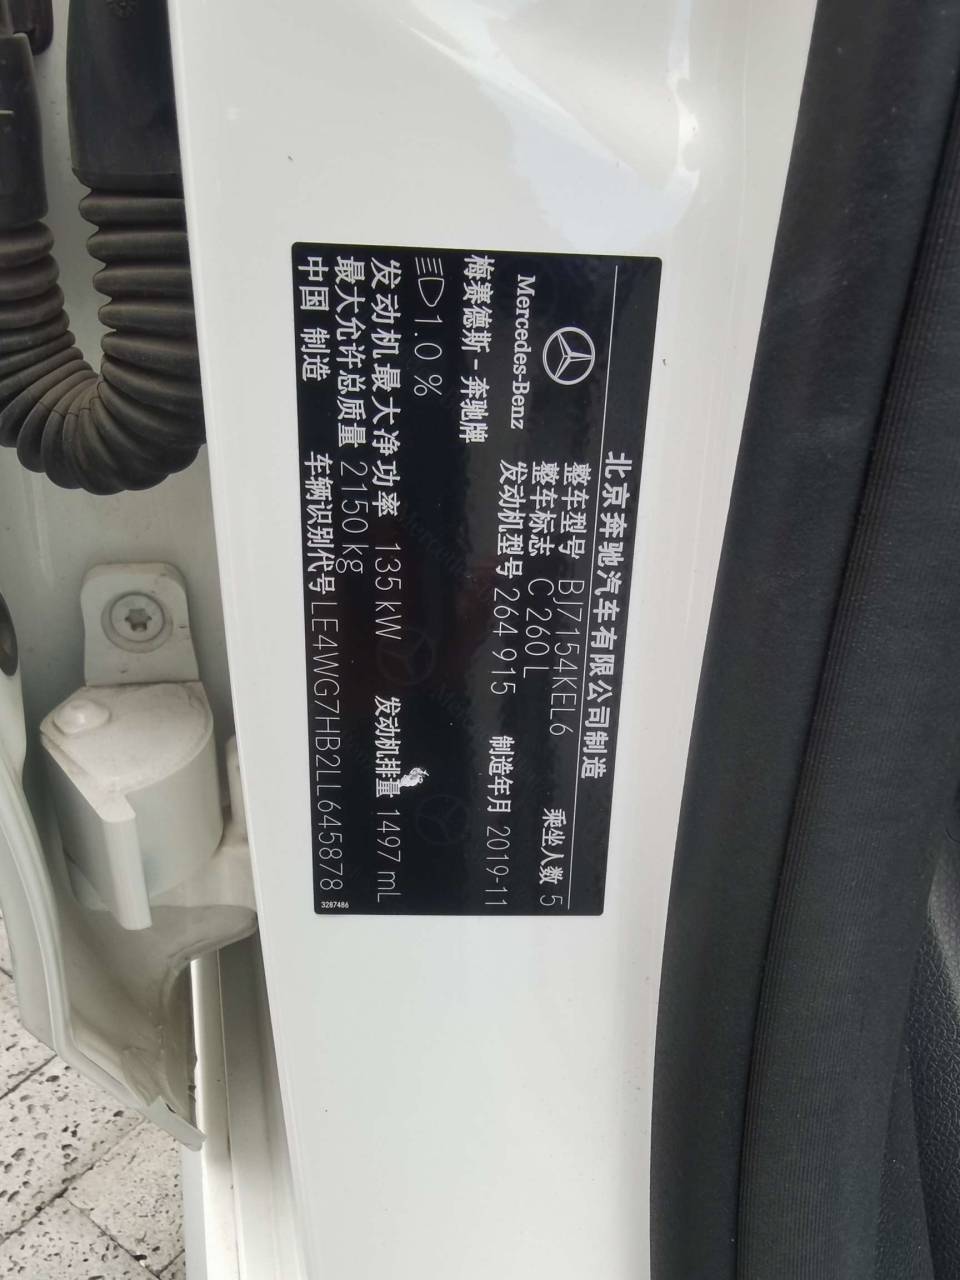 北京奔驰汽车有限公司制造
Mercedes-Benz
整车型号 BJ7154KEL6 乘坐人数 5
整车标志 C 260 L
梅赛德斯-奔驰牌 发动机型号 264 915 制造年月 2019-11
1.0 %
发动机最大净功率 135 kW 发动机排量 1497 mL
最大允许总质量 2150 kg
中国 制造 车辆识别代号 LE4WG7HB2LL645878
3287486